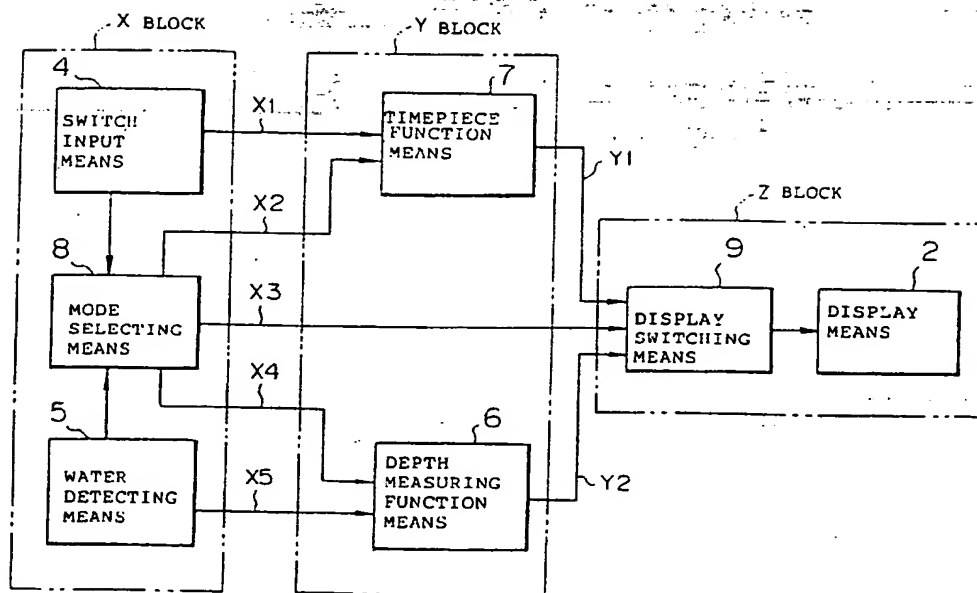 X BLOCK
Y BLOCK
4
SWITCH
INPUT
MEANS
X1
7
TIMEPIECE
FUNCTION
MEANS
Y1
X2
Z BLOCK
8
MODE
SELECTING
MEANS
X3
9
DISPLAY
SWITCHING
MEANS
2
DISPLAY
MEANS
X4
5
WATER
DETECTING
MEANS
X5
6
DEPTH
MEASURING
FUNCTION
MEANS
Y2